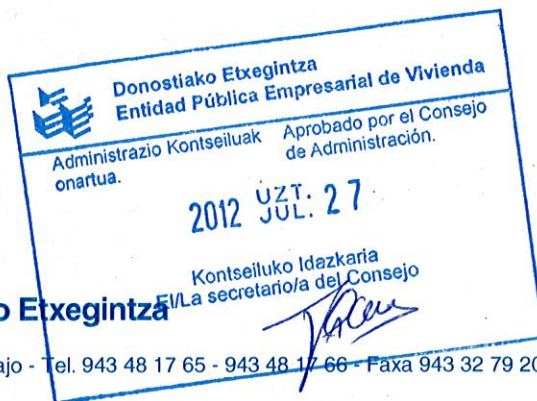 Donostiako Etxegintza
Entidad Pública Empresarial de Vivienda
Administrazio Kontseiluak onartua.
Aprobado por el Consejo de Administración.
2012 UZT. JUL. 27
Kontseiluko Idazkaria
El/La secretario/a del Consejo
o Etxegintza
ajo - Tel. 943 48 17 65 - 943 48 17 66 - Faxa 943 32 79 20